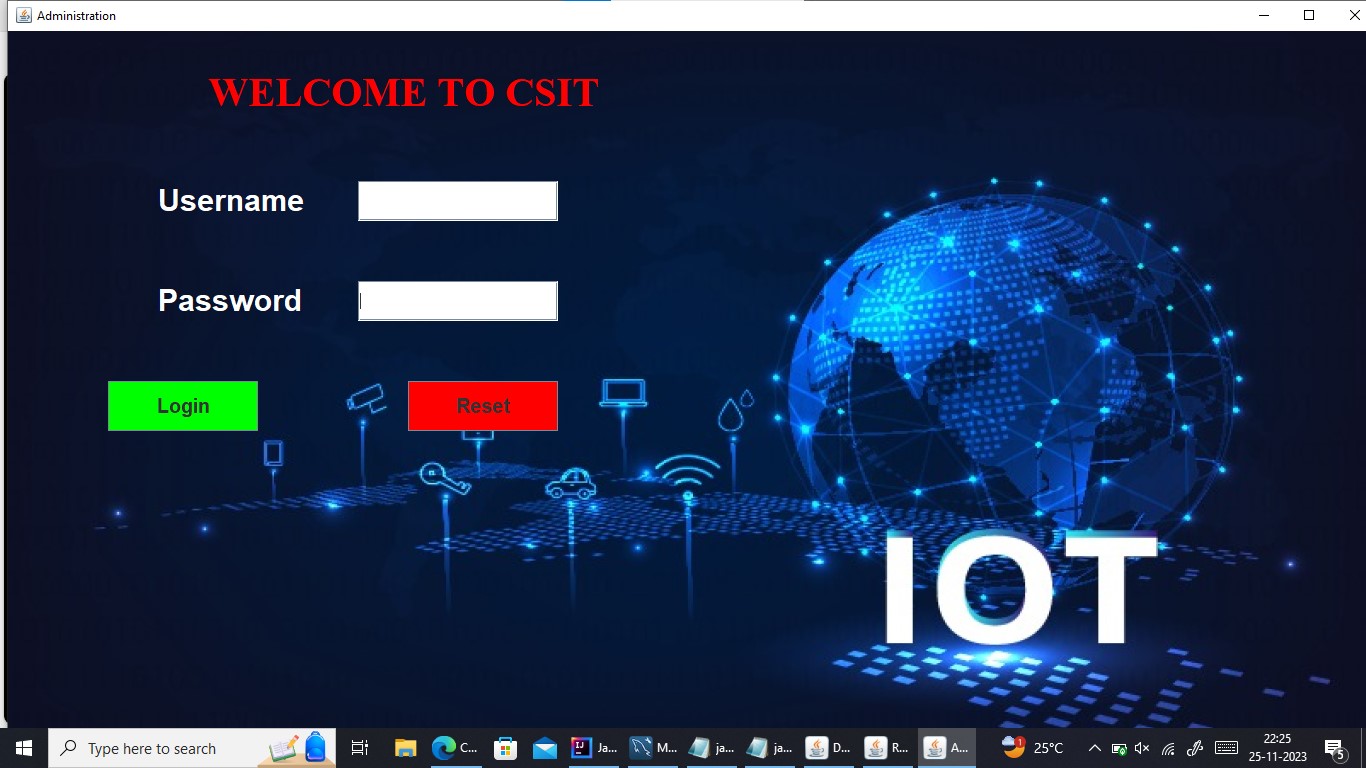 Administration
WELCOME TO CSIT
Username
Password
Login
Reset
IOT
Type here to search
C...
Ja...
M...
ja...
ja...
D...
R...
A...
1
25°C
22:25
25-11-2023
5